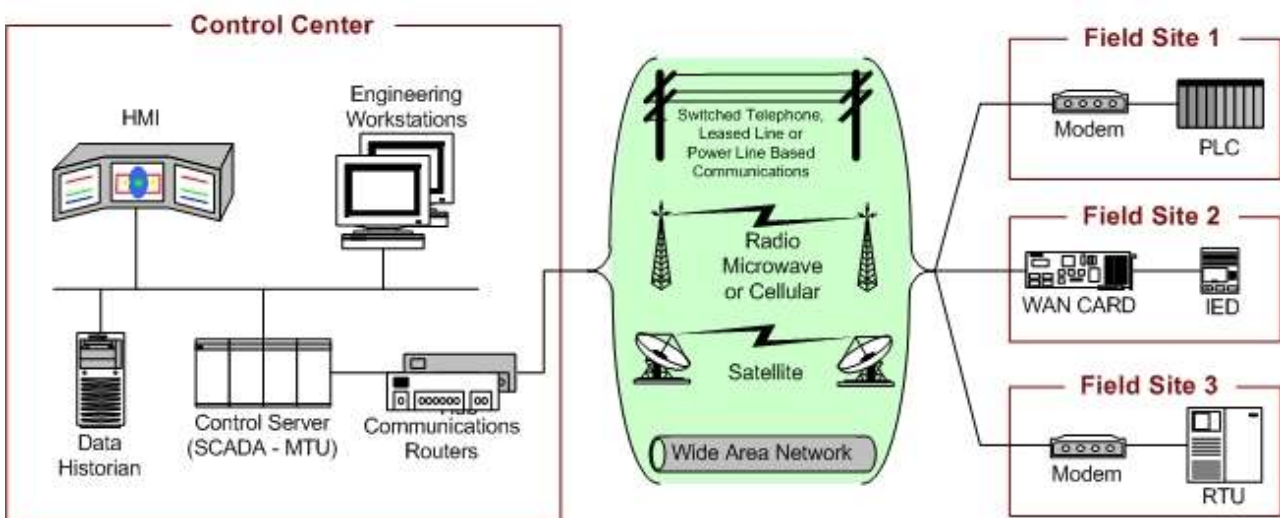 Control Center
HMI
Engineering
Workstations
Data
Historian
Control Server
(SCADA - MTU)
Communications
Routers
Switched Telephone,
Leased Line or
Power Line Based
Communications
Radio
Microwave
or Cellular
Satellite
Wide Area Network
Field Site 1
Modem
PLC
Field Site 2
WAN CARD
IED
Field Site 3
Modem
RTU